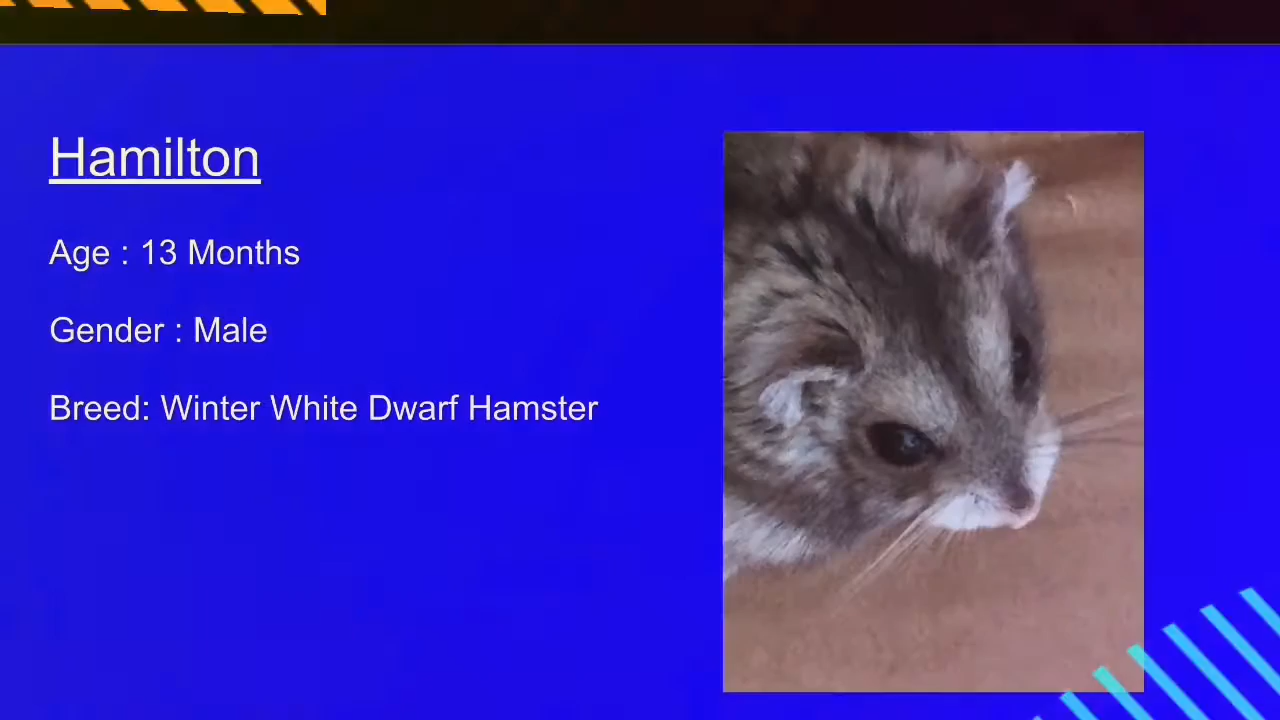 Hamilton
Age : 13 Months
Gender : Male
Breed: Winter White Dwarf Hamster